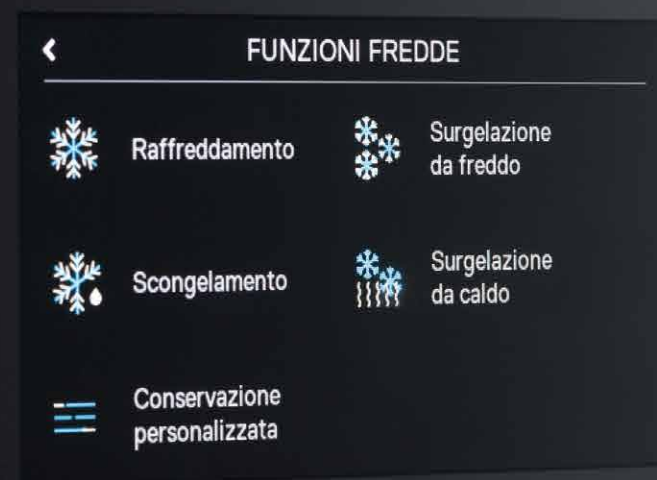 FUNZIONI FREDDE
Raffreddamento
Surgelazione
da freddo
Scongelamento
Surgelazione
da caldo
Conservazione
personalizzata